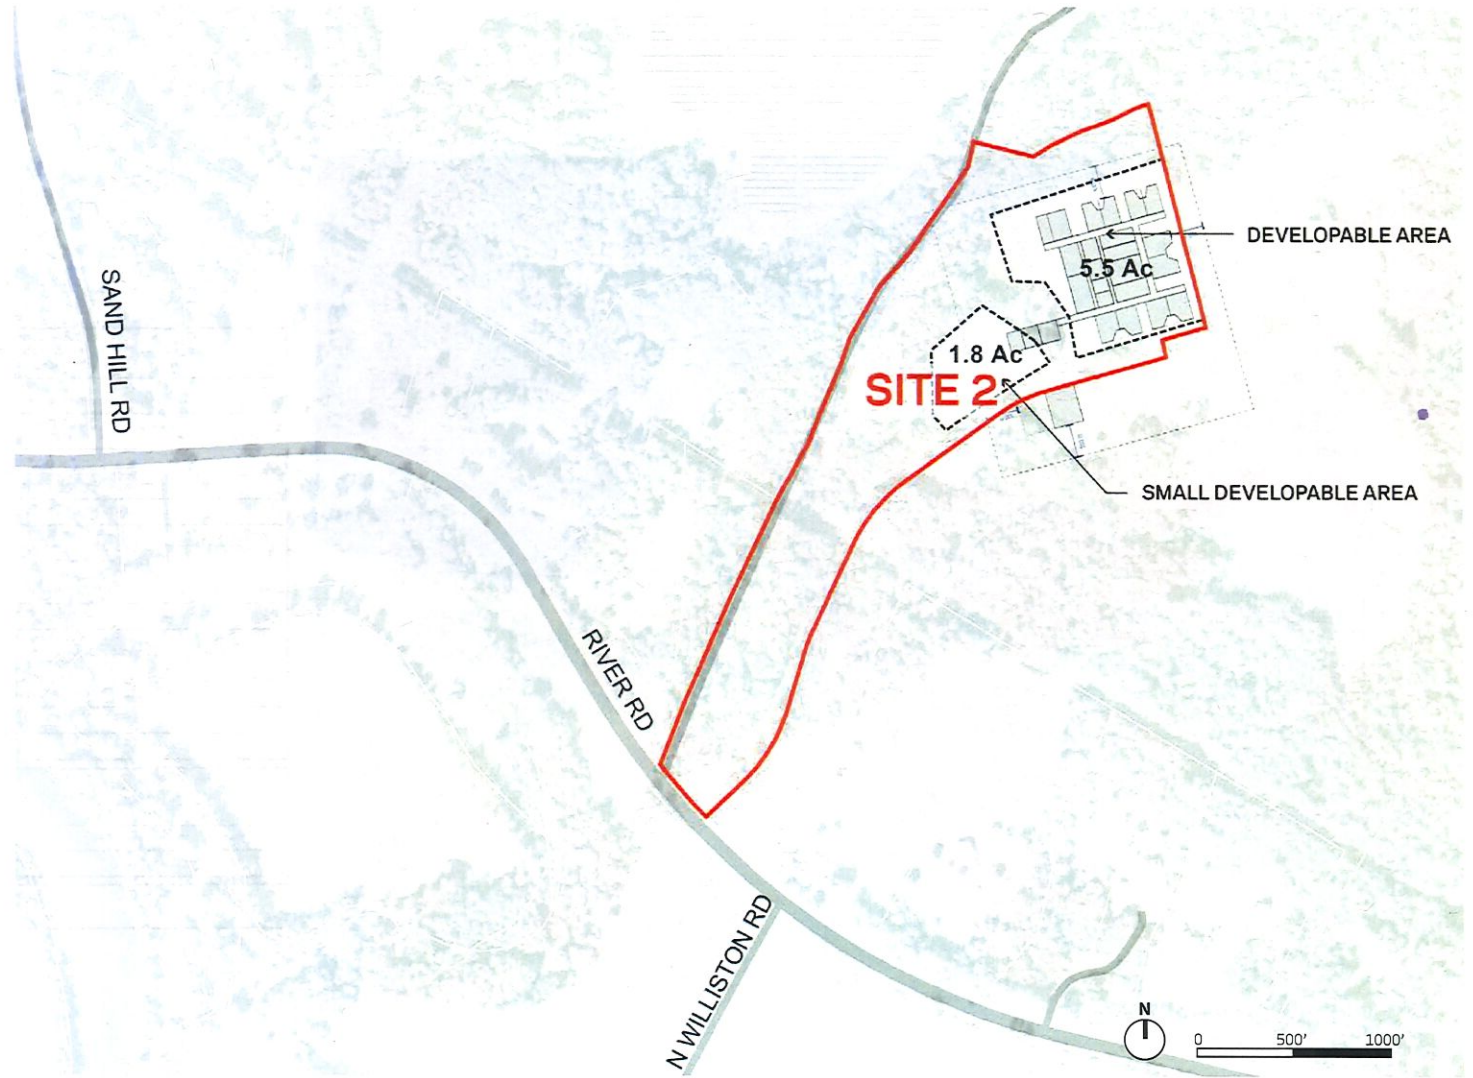 DEVELOPABLE AREA
5.5 Ac
1.8 Ac
SITE 2
SAND HILL RD
SMALL DEVELOPABLE AREA
RIVER RD
N WILLISTON RD
N
0 500' 1000'